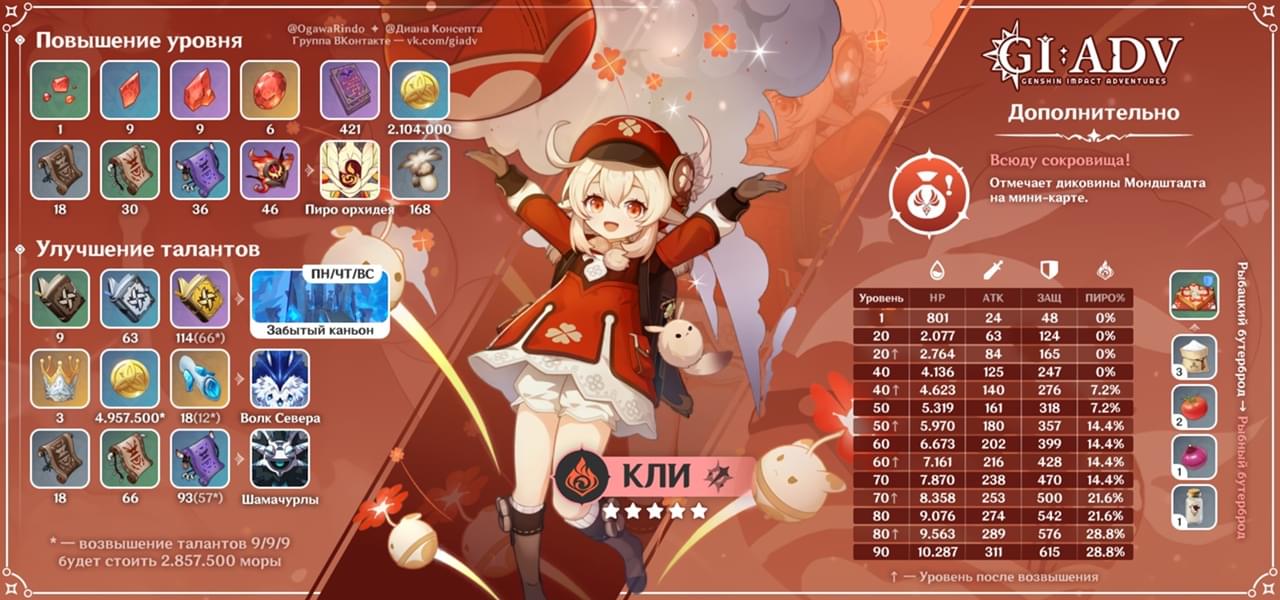 Повышение уровня
@OgawaRindo ✦ @Диана Консепта
Группа ВКонтакте — vk.com/giadv
1 9 9 6 421 2.104.000
18 30 36 46 Пиро орхидея 168
Улучшение талантов
ПН/ЧТ/ВС
Забытый каньон
9 63 114(66*)
3 4.957.500* 18(12*) Волк Севера
18 66 93(57*) Шамачурлы
* — возвышение талантов 9/9/9
будет стоить 2.857.500 моры
КЛИ
GI:ADV
GENSHIN IMPACT ADVENTURES
Дополнительно
Всюду сокровища!
Отмечает диковины Мондштадта
на мини-карте.
Уровень HP АТК ЗАЩ ПИРО%
1 801 24 48 0%
20 2.077 63 124 0%
20↑ 2.764 84 165 0%
40 4.136 125 247 0%
40↑ 4.623 140 276 7.2%
50 5.319 161 318 7.2%
50↑ 5.970 180 357 14.4%
60 6.673 202 399 14.4%
60↑ 7.161 216 428 14.4%
70 7.870 238 470 14.4%
70↑ 8.358 253 500 21.6%
80 9.076 274 542 21.6%
80↑ 9.563 289 576 28.8%
90 10.287 311 615 28.8%
↑ — Уровень после возвышения
3
2
1
1
Рыбацкий бутерброд → Рыбный бутерброд